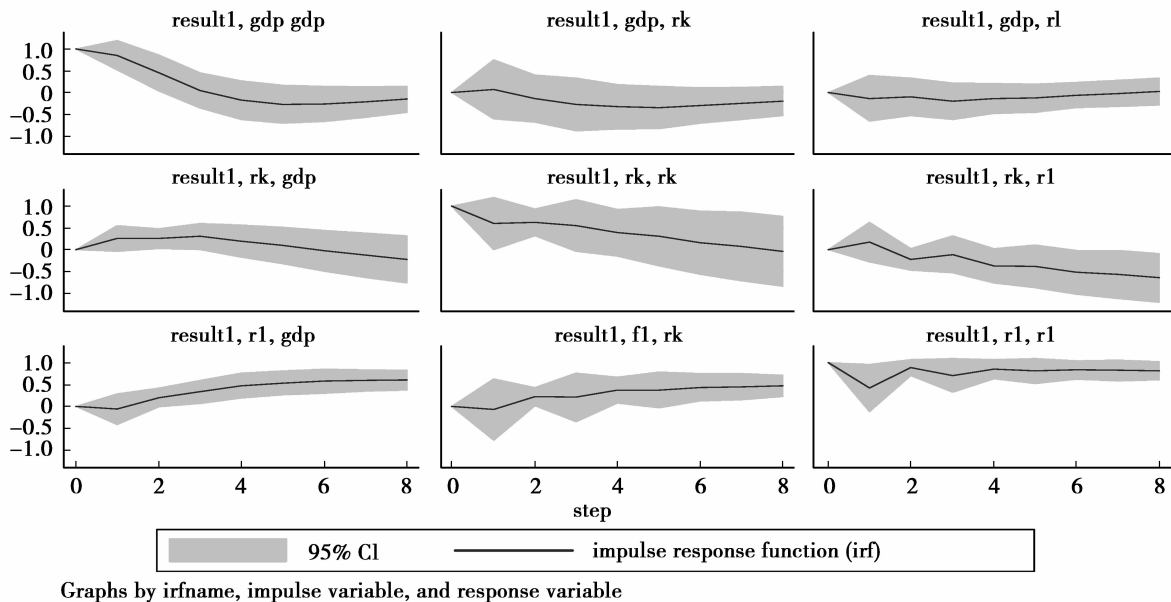 result1, gdp gdp
result1, gdp, rk
result1, gdp, rl
1.0
0.5
0
−0.5
−1.0
result1, rk, gdp
result1, rk, rk
result1, rk, r1
1.0
0.5
0
−0.5
−1.0
result1, r1, gdp
result1, f1, rk
result1, r1, r1
1.0
0.5
0
−0.5
−1.0
0 2 4 6 8 0 2 4 6 8 0 2 4 6 8
step
95% Cl impulse response function (irf)
Graphs by irfname, impulse variable, and response variable